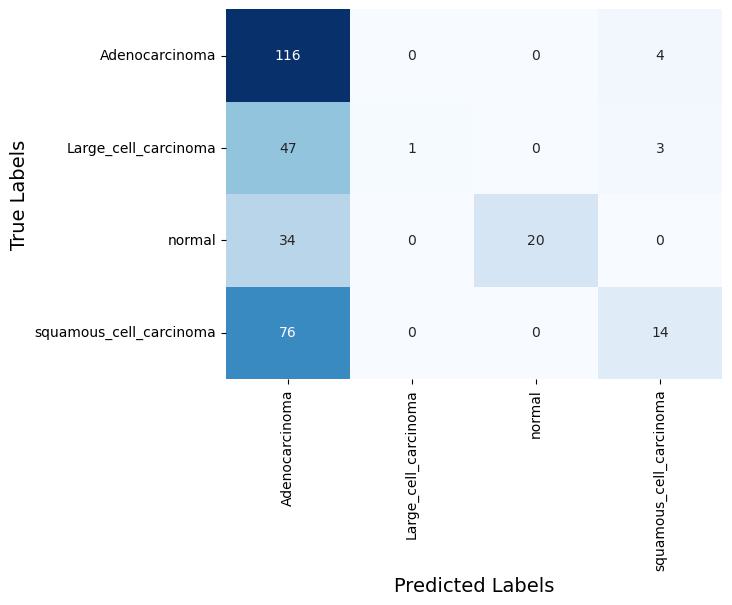 True Labels
Adenocarcinoma 116 0 0 4
Large_cell_carcinoma 47 1 0 3
normal 34 0 20 0
squamous_cell_carcinoma 76 0 0 14
Adenocarcinoma
Large_cell_carcinoma
normal
squamous_cell_carcinoma
Predicted Labels